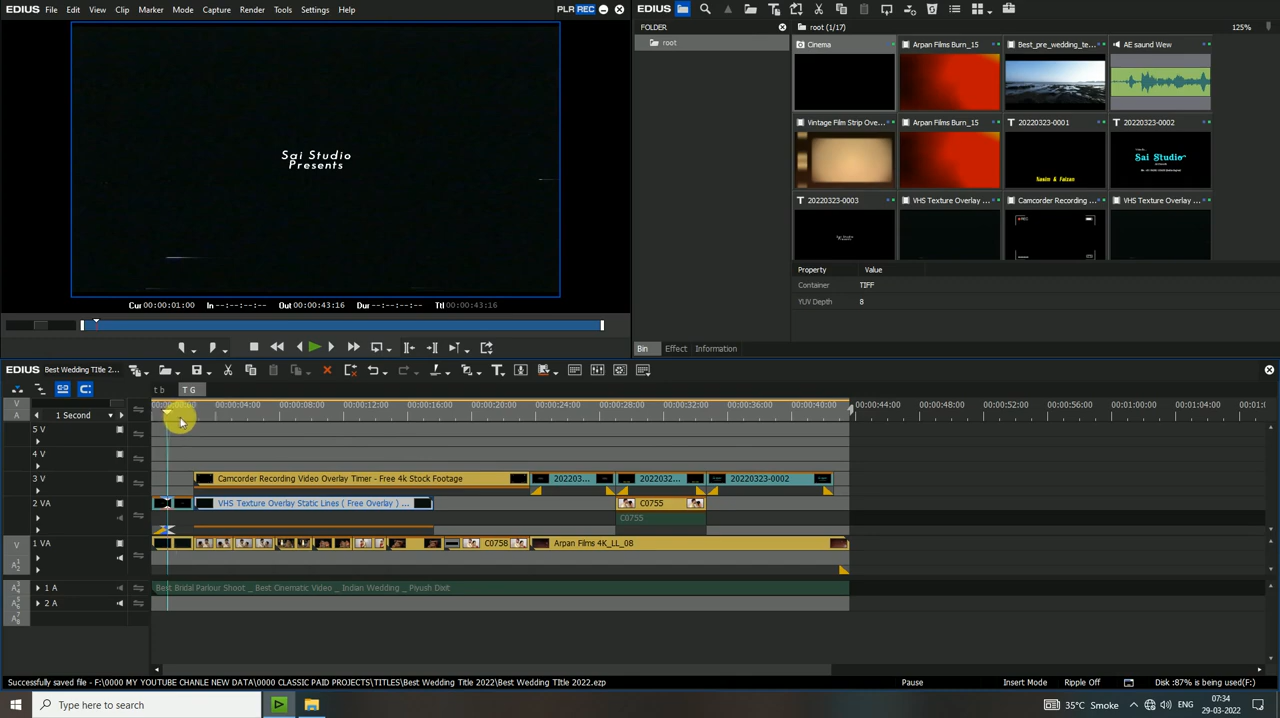 EDIUS File Edit View Clip Marker Mode Capture Render Tools Settings Help PLR REC
Sai Studio
Presents
Cur 00:00:01:00 In --:--:--:-- Out 00:00:43:16 Dur --:--:--:-- Ttl 00:00:43:16
EDIUS
FOLDER
root
root (1/17) 125%
Cinema Arpan Films Burn_15 Best_pre_wedding_te... AE saund Wew
Vintage Film Strip Ove... Arpan Films Burn_15 20220323-0001 20220323-0002
Sai Studio
20220323-0003 VHS Texture Overlay ... Camcorder Recording ... VHS Texture Overlay ...
Property Value
Container TIFF
YUV Depth 8
Bin Effect Information
EDIUS Best Wedding TItle 2...
t b T G
V
A
1 Second
00:00:00:00 00:00:04:00 00:00:08:00 00:00:12:00 00:00:16:00 00:00:20:00 00:00:24:00 00:00:28:00 00:00:32:00 00:00:36:00 00:00:40:00 00:00:44:00 00:00:48:00 00:00:52:00 00:00:56:00 00:01:00:00 00:01:04:00 00:01:0
5 V
4 V
3 V Camcorder Recording Video Overlay Timer - Free 4k Stock Footage 202203... 2022032... 20220323-0002
2 VA VHS Texture Overlay Static Lines ( Free Overlay ) ... C0755
C0755
V 1 VA C0758 Arpan Films 4K_LL_08
1 A Best Bridal Parlour Shoot _ Best Cinematic Video _ Indian Wedding _ Piyush Dixit
2 A
Successfully saved file - F:\0000 MY YOUTUBE CHANLE NEW DATA\0000 CLASSIC PAID PROJECTS\TITLES\Best Wedding Title 2022\Best Wedding TItle 2022.ezp Pause Insert Mode Ripple Off Disk :87% is being used(F:)
Type here to search 35°C Smoke ENG 07:34
29-03-2022